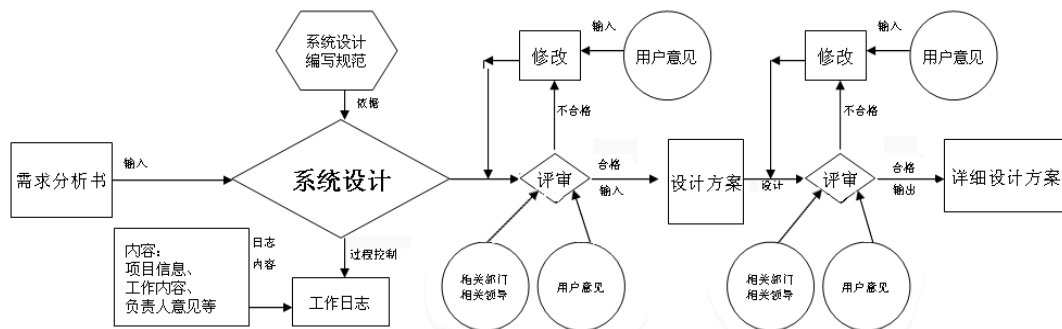 系统设计
编写规范
依据
需求分析书
输入
系统设计
过程控制
内容：
项目信息、
工作内容、
负责人意见等
日志
内容
工作日志
修改
输入
用户意见
不合格
评审
合格
输入
相关部门
相关领导
用户意见
设计方案
设计
修改
输入
用户意见
不合格
评审
合格
输出
相关部门
相关领导
用户意见
详细设计方案